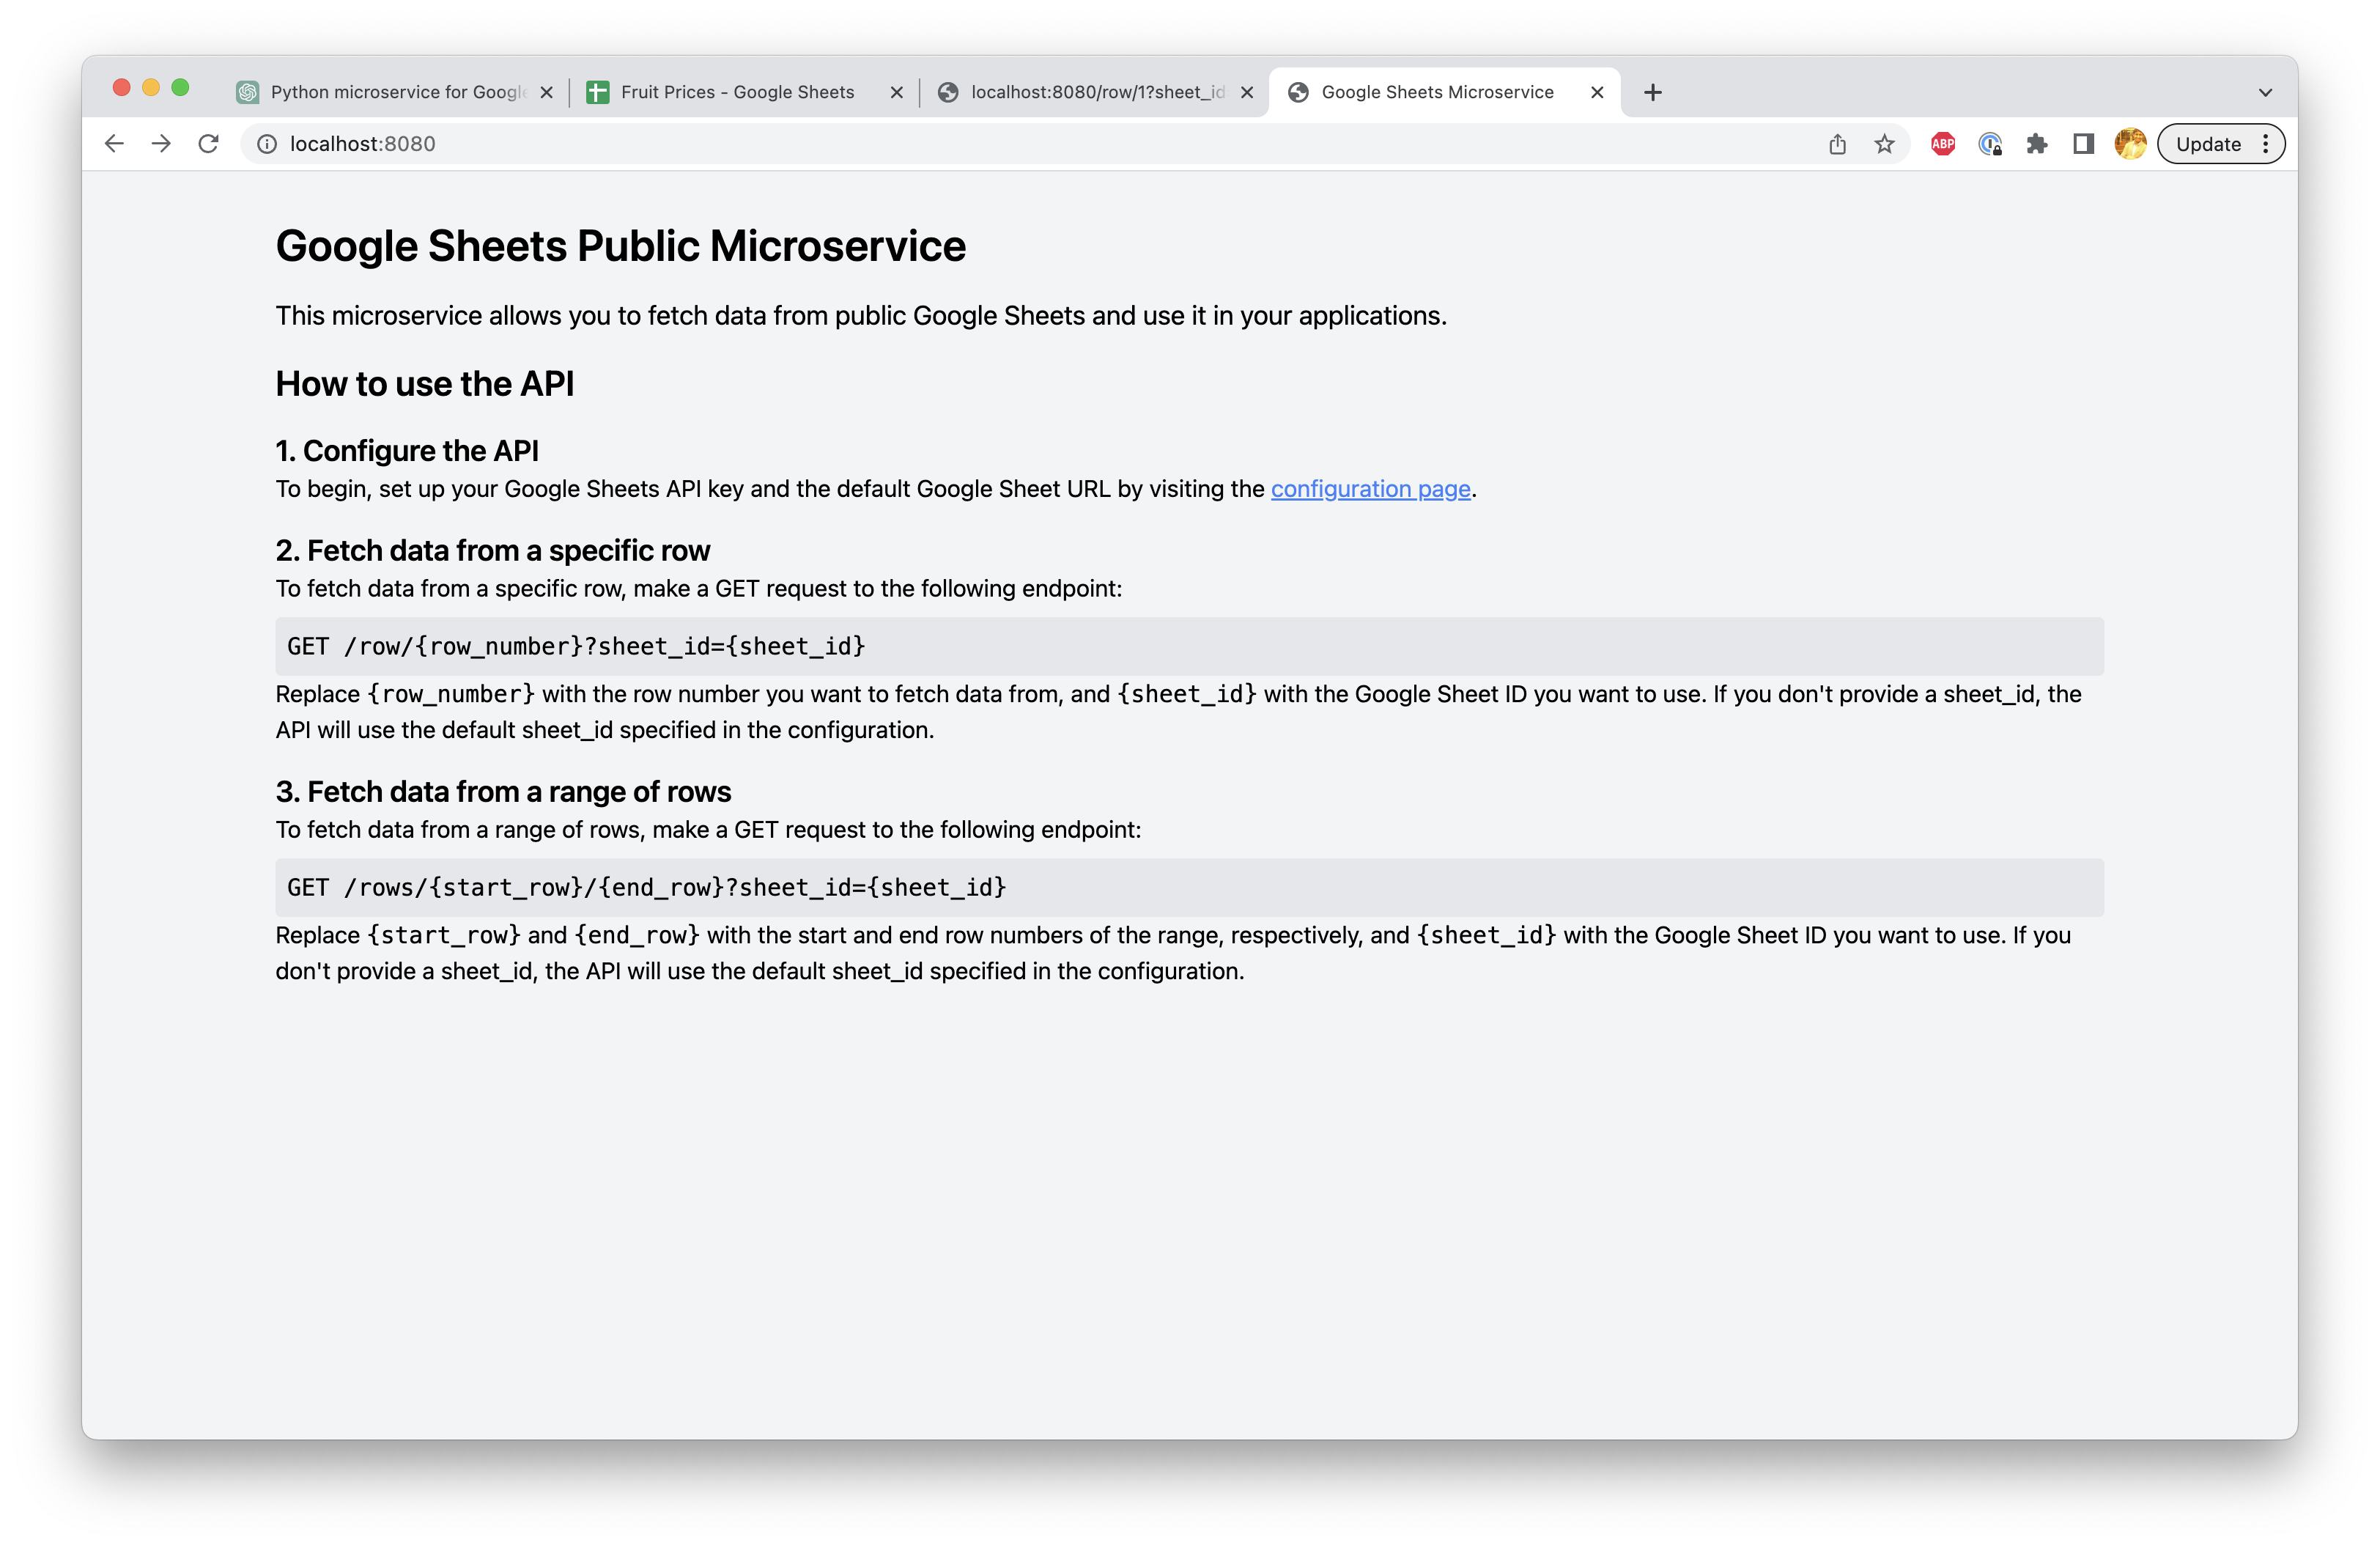 Python microservice for Google
Fruit Prices - Google Sheets
localhost:8080/row/1?sheet_id
Google Sheets Microservice
localhost:8080
ABP
Update
Google Sheets Public Microservice
This microservice allows you to fetch data from public Google Sheets and use it in your applications.
How to use the API
1. Configure the API
To begin, set up your Google Sheets API key and the default Google Sheet URL by visiting the configuration page.
2. Fetch data from a specific row
To fetch data from a specific row, make a GET request to the following endpoint:
GET /row/{row_number}?sheet_id={sheet_id}
Replace {row_number} with the row number you want to fetch data from, and {sheet_id} with the Google Sheet ID you want to use. If you don't provide a sheet_id, the
API will use the default sheet_id specified in the configuration.
3. Fetch data from a range of rows
To fetch data from a range of rows, make a GET request to the following endpoint:
GET /rows/{start_row}/{end_row}?sheet_id={sheet_id}
Replace {start_row} and {end_row} with the start and end row numbers of the range, respectively, and {sheet_id} with the Google Sheet ID you want to use. If you
don't provide a sheet_id, the API will use the default sheet_id specified in the configuration.